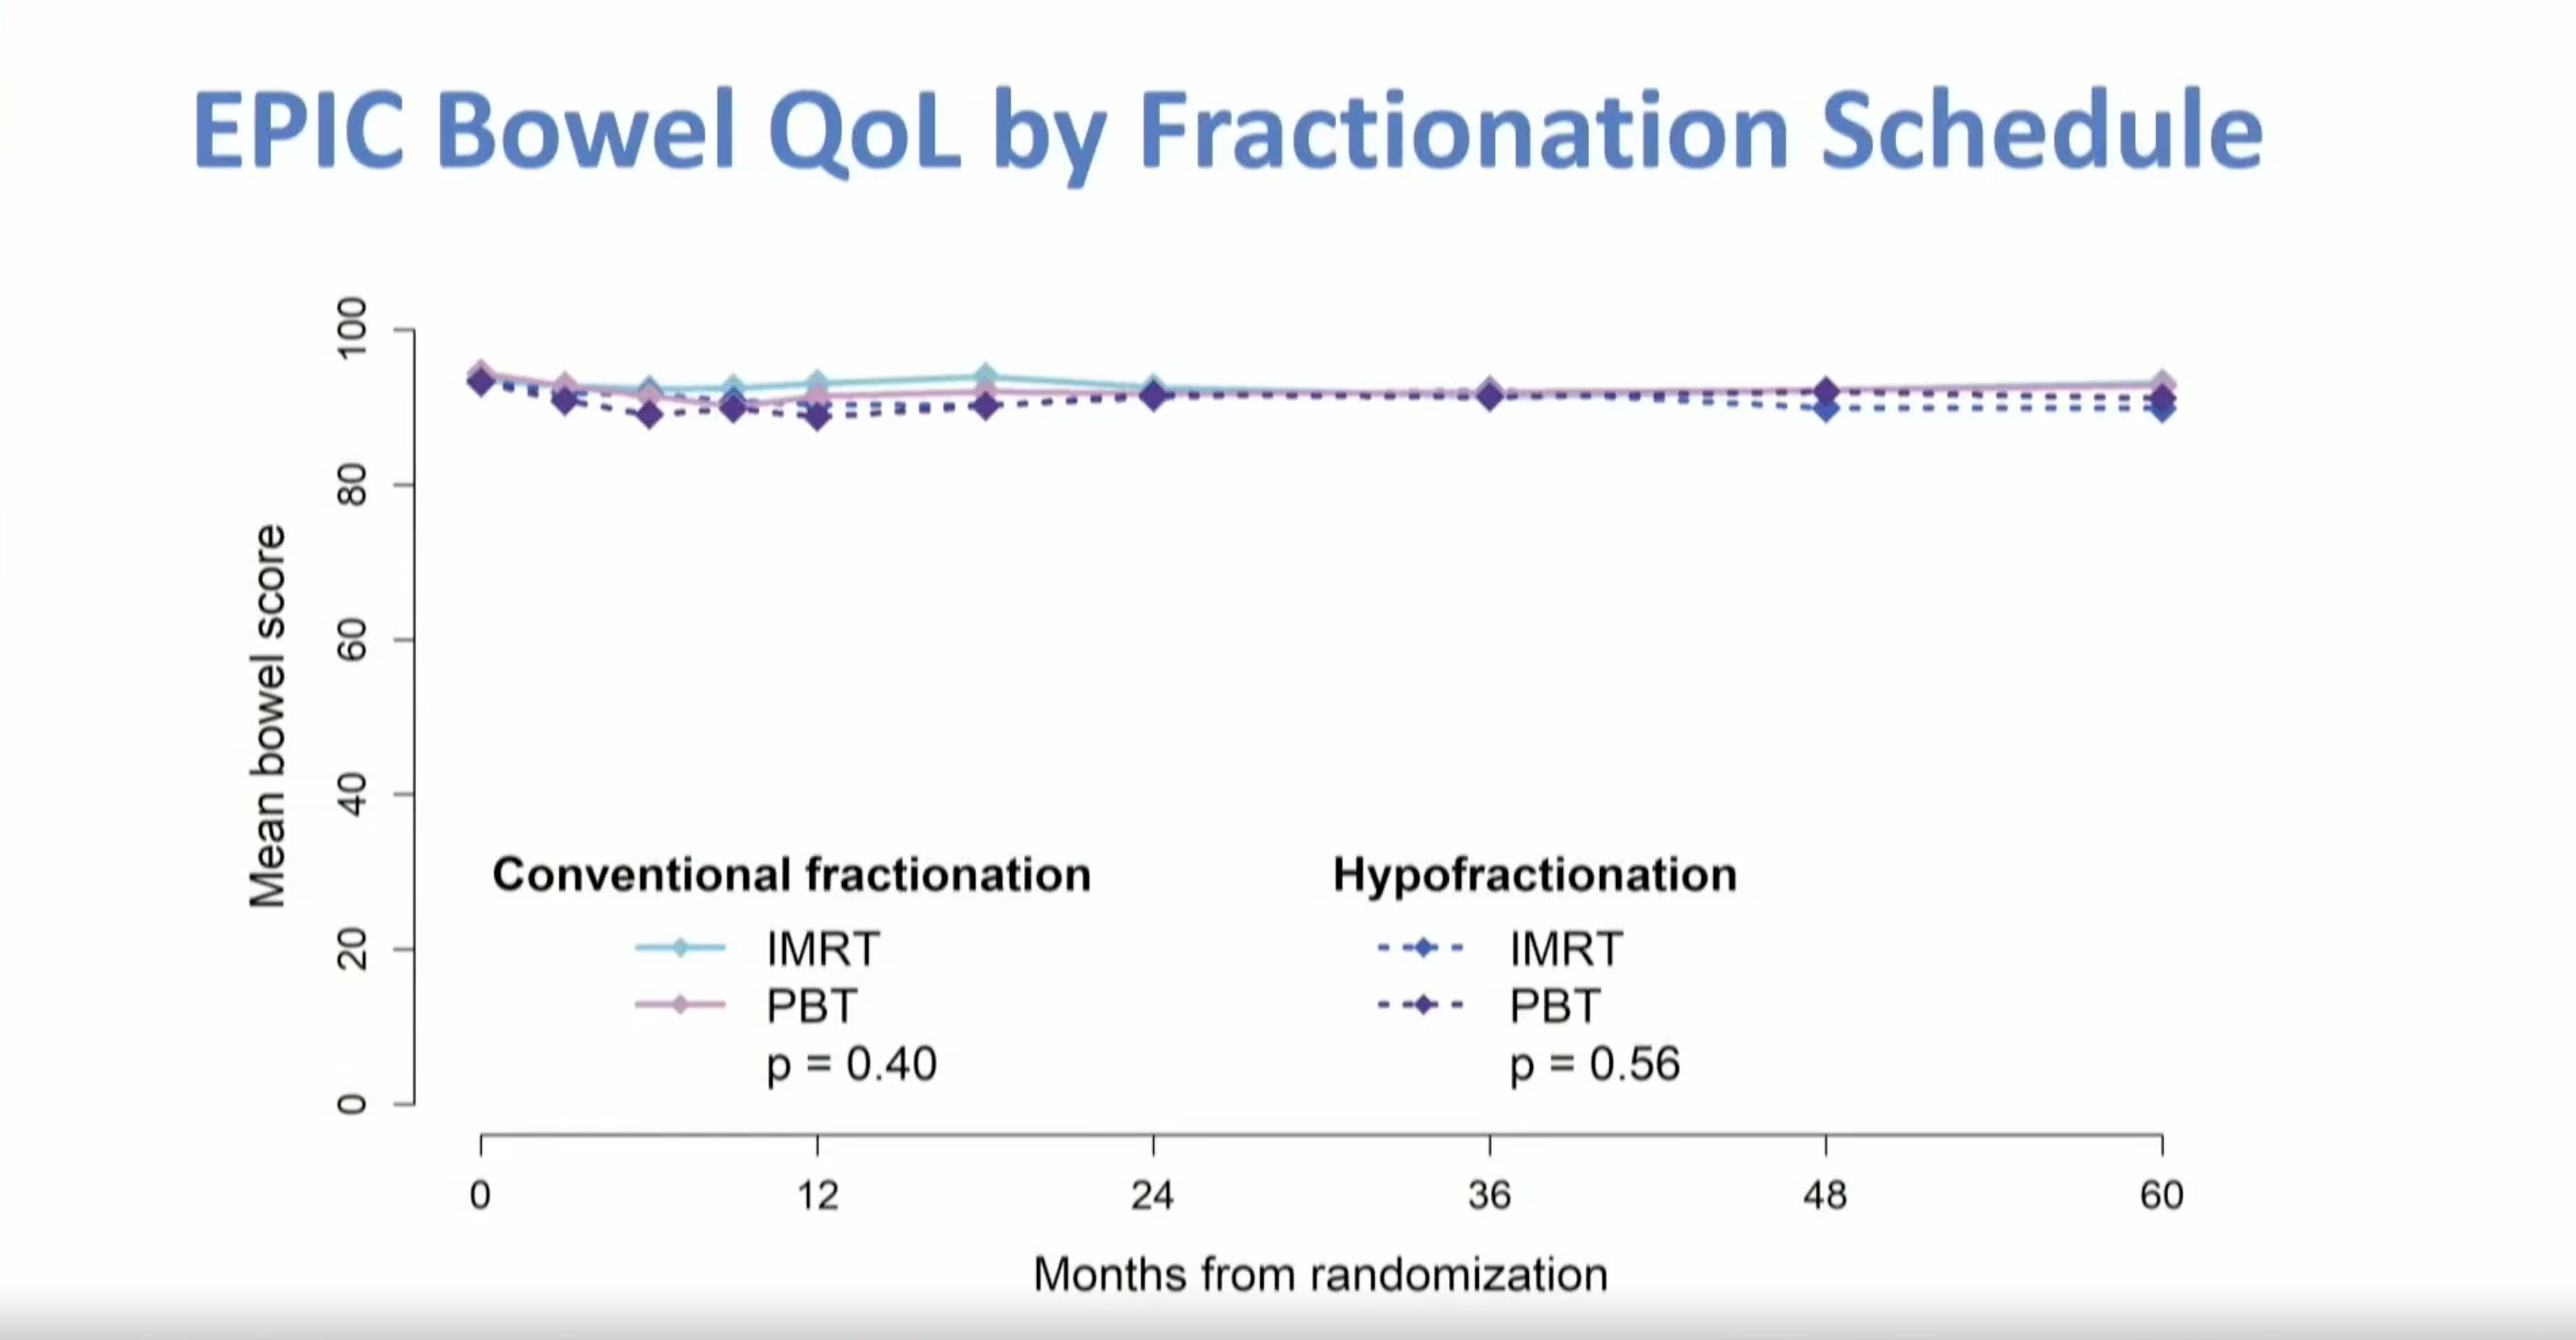 EPIC Bowel QoL by Fractionation Schedule
Mean bowel score
100
80
60
40
20
0
Conventional fractionation
IMRT
PBT
p = 0.40
Hypofractionation
IMRT
PBT
p = 0.56
0 12 24 36 48 60
Months from randomization